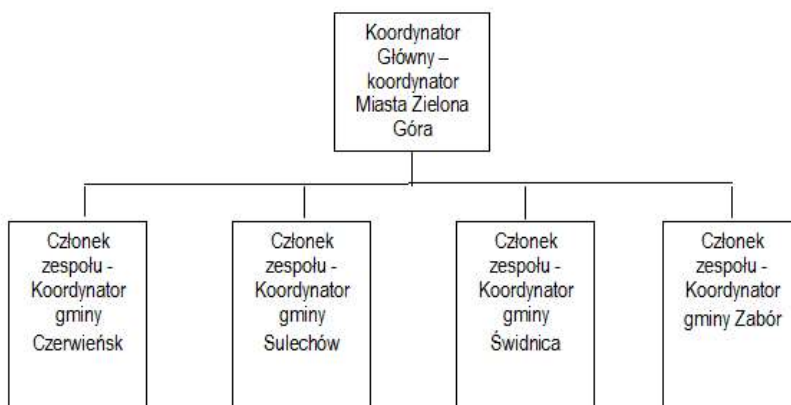 Koordynator
Główny –
koordynator
Miasta Zielona
Góra
Członek
zespołu -
Koordynator
gminy
Czerwieńsk
Członek
zespołu -
Koordynator
gminy
Sulechów
Członek
zespołu -
Koordynator
gminy
Świdnica
Członek
zespołu -
Koordynator
gminy Zabór